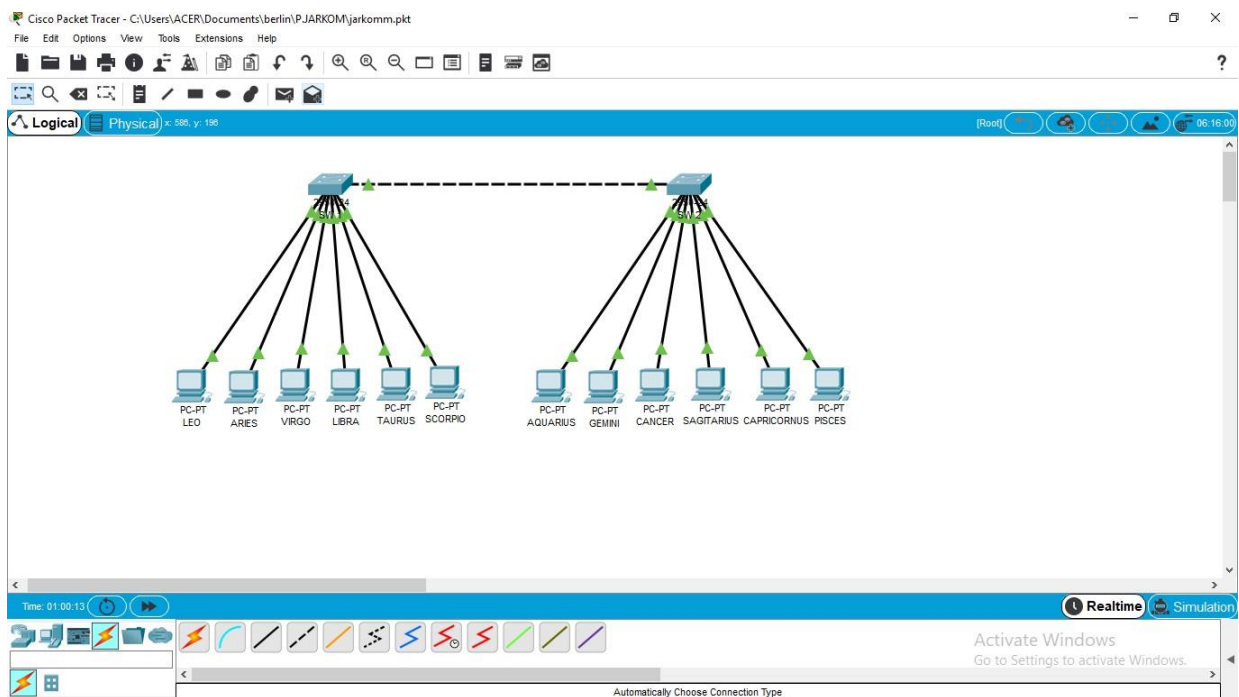 Cisco Packet Tracer - C:\Users\ACER\Documents\berlin\P.JARKOM\jarkomm.pkt
File Edit Options View Tools Extensions Help
?
Logical Physical x: 586, y: 196 [Root] 06:16:00
PC-PT PC-PT PC-PT PC-PT PC-PT PC-PT PC-PT PC-PT PC-PT PC-PT PC-PT PC-PT
LEO ARIES VIRGO LIBRA TAURUS SCORPIO AQUARIUS GEMINI CANCER SAGITARIUS CAPRICORNUS PISCES
Time: 01:00:13 Realtime Simulation
Activate Windows
Go to Settings to activate Windows.
Automatically Choose Connection Type